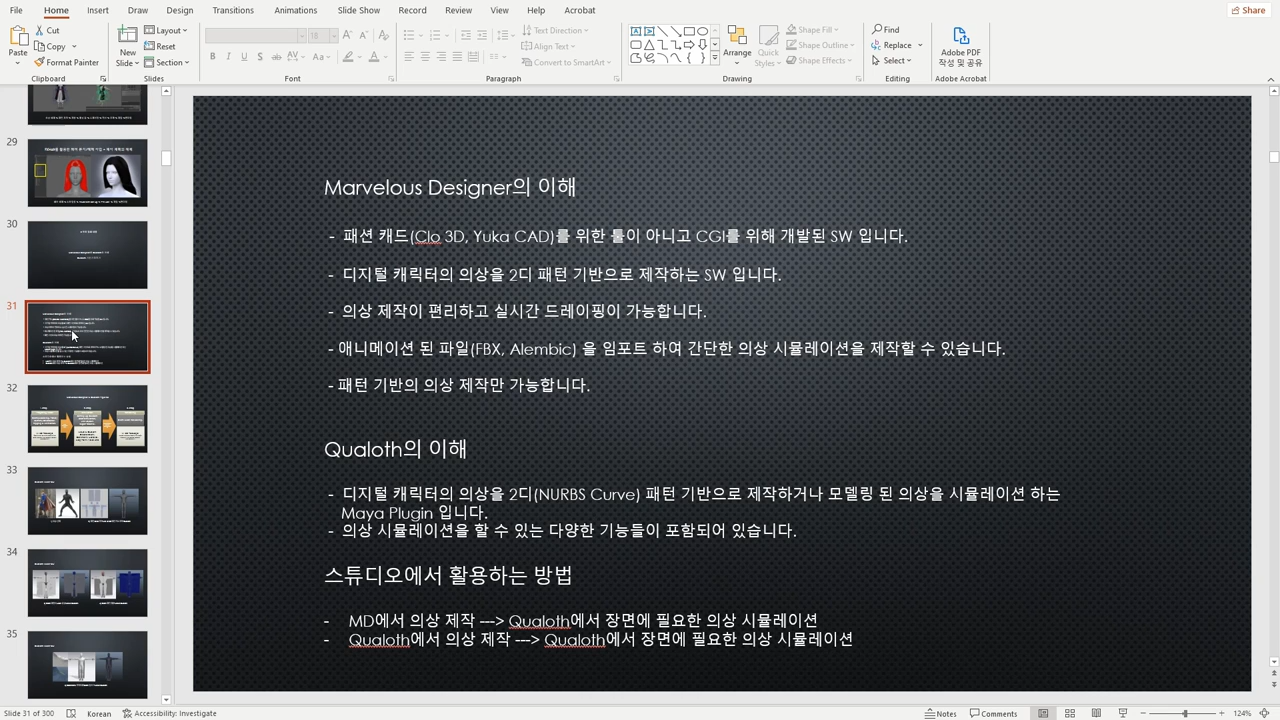 File Home Insert Draw Design Transitions Animations Slide Show Record Review View Help Acrobat Share
Paste
Cut
Copy
Format Painter
Clipboard
New Slide
Layout
Reset
Section
Slides
18
Font
Text Direction
Align Text
Convert to SmartArt
Paragraph
Arrange
Quick Styles
Shape Fill
Shape Outline
Shape Effects
Drawing
Find
Replace
Select
Editing
Adobe PDF
작성 및 공유
Adobe Acrobat
29
30
31
32
33
34
35
Marvelous Designer의 이해
- 패션 캐드(Clo 3D, Yuka CAD)를 위한 툴이 아니고 CGI를 위해 개발된 SW 입니다.
- 디지털 캐릭터의 의상을 2디 패턴 기반으로 제작하는 SW 입니다.
- 의상 제작이 편리하고 실시간 드레이핑이 가능합니다.
- 애니메이션 된 파일(mdd, Alembic) 을 임포트 하여 간단한 의상 시뮬레이션을 제작할 수 있습니다.
- 패턴 기반의 의상 제작만 가능합니다.
Qualoth의 이해
- 디지털 캐릭터의 의상을 2디(NURBS Curve) 패턴 기반으로 제작하거나 모델링 된 의상을 시뮬레이션 하는
Maya Plugin 입니다.
- 의상 시뮬레이션을 할 수 있는 다양한 기능들이 포함되어 있습니다.
스튜디오에서 활용하는 방법
- MD에서 의상 제작 ---> Qualoth에서 장면에 필요한 의상 시뮬레이션
- Qualoth에서 의상 제작 ---> Qualoth에서 장면에 필요한 의상 시뮬레이션
Slide 31 of 300 Korean Accessibility: Investigate Notes Comments 124%